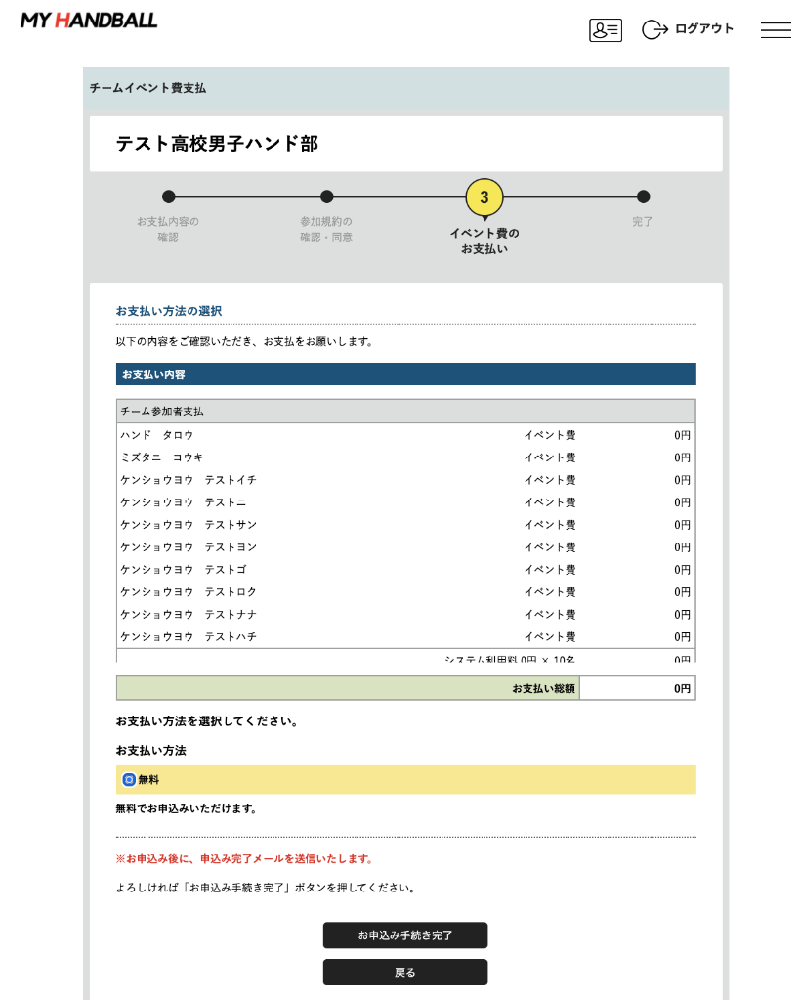 MY HANDBALL
ログアウト
チームイベント費支払
テスト高校男子ハンド部
お支払内容の
確認
参加規約の
確認・同意
3
イベント費の
お支払い
完了
お支払い方法の選択
以下の内容をご確認いただき、お支払をお願いします。
お支払い内容
チーム参加者支払
ハンド　タロウ イベント費 0円
ミズタニ　コウキ イベント費 0円
ケンショウヨウ　テストイチ イベント費 0円
ケンショウヨウ　テストニ イベント費 0円
ケンショウヨウ　テストサン イベント費 0円
ケンショウヨウ　テストヨン イベント費 0円
ケンショウヨウ　テストゴ イベント費 0円
ケンショウヨウ　テストロク イベント費 0円
ケンショウヨウ　テストナナ イベント費 0円
ケンショウヨウ　テストハチ イベント費 0円
システム利用料 0円 × 10名 0円
お支払い総額 0円
お支払い方法を選択してください。
お支払い方法
無料
無料でお申込みいただけます。
※お申込み後に、申込み完了メールを送信いたします。
よろしければ「お申込み手続き完了」ボタンを押してください。
お申込み手続き完了
戻る